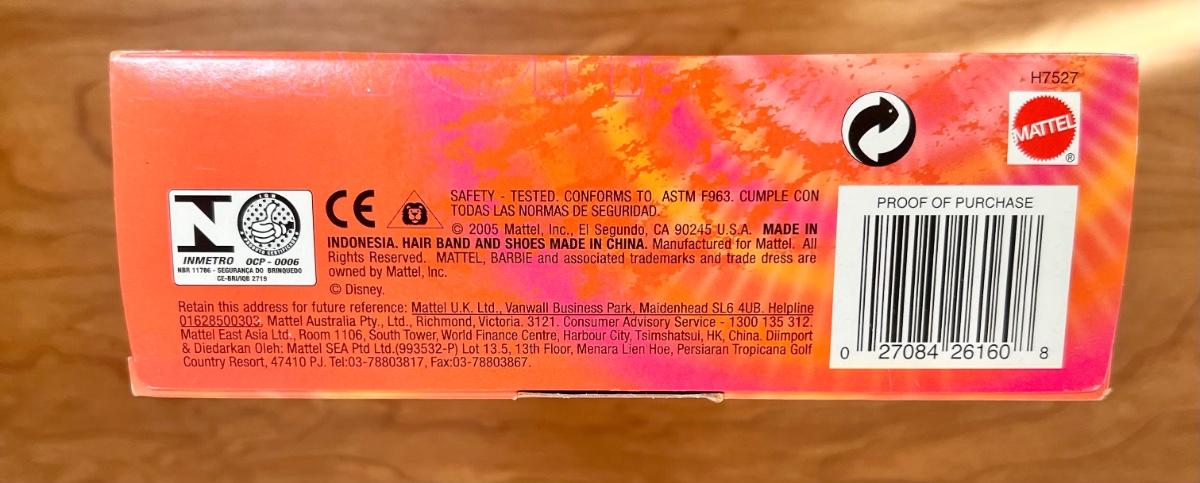 H7527
MATTEL
®
PROOF OF PURCHASE
0 27084 26160 8
INMETRO OCP - 0006
NBR 11786 - SEGURANÇA DO BRINQUEDO
CE-BRI/IQB 2719
CE
SAFETY - TESTED. CONFORMS TO ASTM F963. CUMPLE CON
TODAS LAS NORMAS DE SEGURIDAD.
© 2005 Mattel, Inc., El Segundo, CA 90245 U.S.A. MADE IN
INDONESIA. HAIR BAND AND SHOES MADE IN CHINA. Manufactured for Mattel. All
Rights Reserved. MATTEL, BARBIE and associated trademarks and trade dress are
owned by Mattel, Inc.
© Disney.
Retain this address for future reference: Mattel U.K. Ltd., Vanwall Business Park, Maidenhead SL6 4UB. Helpline
01628500303. Mattel Australia Pty., Ltd., Richmond, Victoria. 3121. Consumer Advisory Service - 1300 135 312.
Mattel East Asia Ltd., Room 1106, South Tower, World Finance Centre, Harbour City, Tsimshatsui, HK, China. Diimport
& Diedarkan Oleh: Mattel SEA Ptd Ltd.(993532-P) Lot 13.5, 13th Floor, Menara Lien Hoe, Persiaran Tropicana Golf
Country Resort, 47410 PJ. Tel:03-78803817, Fax:03-78803867.